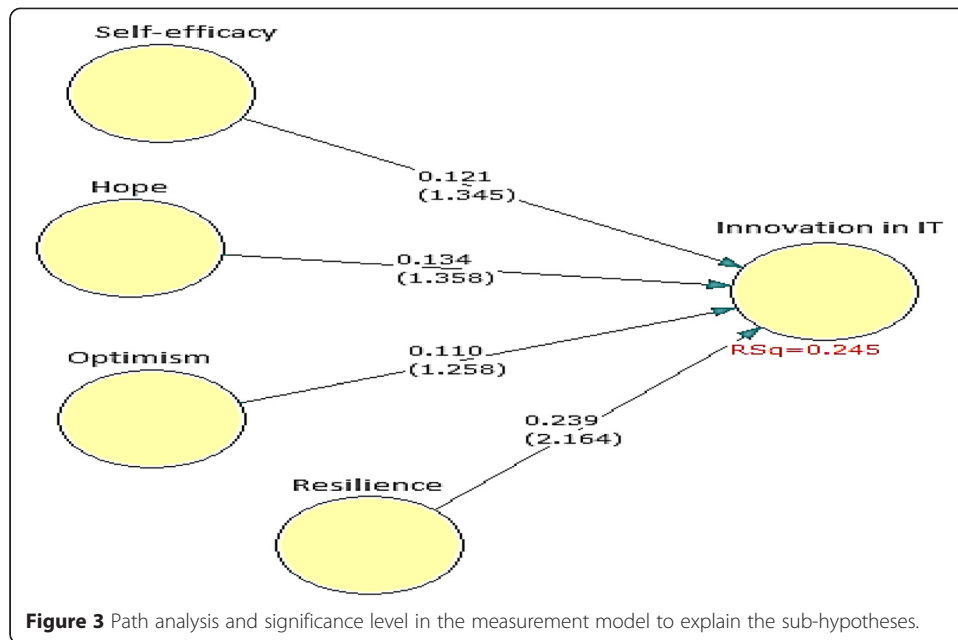 Self-efficacy
0.121
(1.345)
Hope
0.134
(1.358)
Innovation in IT
RSq=0.245
Optimism
0.110
(1.258)
0.239
(2.164)
Resilience
Figure 3 Path analysis and significance level in the measurement model to explain the sub-hypotheses.